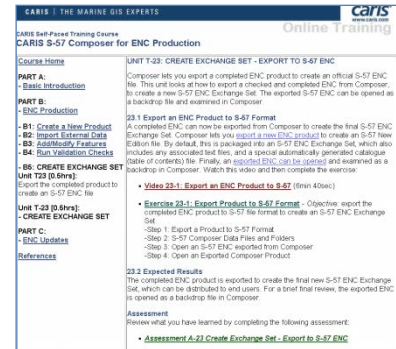 CARIS | THE MARINE GIS EXPERTS
caris
www.caris.com
Online Training
CARIS Self-Paced Training Course
CARIS S-57 Composer for ENC Production
Course Home
PART A:
- Basic Introduction
PART B:
- ENC Production
- B1: Create a New Product
- B2: Import External Data
- B3: Add/Modify Features
- B4: Run Validation Checks
- B5: CREATE EXCHANGE SET
Unit T23 [0.5hrs]:
Export the completed product to
create an S-57 ENC file
Unit T-23 [0.5hrs]
- CREATE EXCHANGE SET
PART C:
- ENC Updates
References
UNIT T-23: CREATE EXCHANGE SET - EXPORT TO S-57 ENC
Composer lets you export a completed ENC product to create an official S-57 ENC
file. This unit looks at how to export a checked and completed ENC from Composer,
to create a new S-57 ENC Exchange Set. The exported S-57 ENC can be opened as
a backdrop file and examined in Composer.
23.1 Export an ENC Product to S-57 Format
A completed ENC can now be exported from Composer to create the final S-57 ENC
Exchange Set. Composer lets you export a new ENC product to create an S-57 New
Edition file. By default, this is packaged into an S-57 ENC Exchange Set, which also
includes any associated text files, and a special automatically generated catalogue
(table of contents) file. Finally, an exported ENC can be opened and examined as a
backdrop in Composer. Watch this video and then complete the exercise:
• Video 23-1: Export an ENC Product to S-57 (6min 40sec)
• Exercise 23-1: Export Product to S-57 Format - Objective: export the
completed ENC product to S-57 file format to create an S-57 ENC Exchange
Set
-Step 1: Export a Product to S-57 Format
-Step 2: S-57 Composer Data Files and Folders
-Step 3: Open an S-57 ENC exported from Composer
-Step 4: Open an Exported Composer Product
23.2 Expected Results
The completed ENC product is exported to create the final new S-57 ENC Exchange
Set, which can be distributed to end users. For a brief final review, the exported ENC
is opened as a backdrop file in Composer.
Assessment
Review what you have learned by completing the following assessment:
• Assessment A-23 Create Exchange Set - Export to S-57 ENC